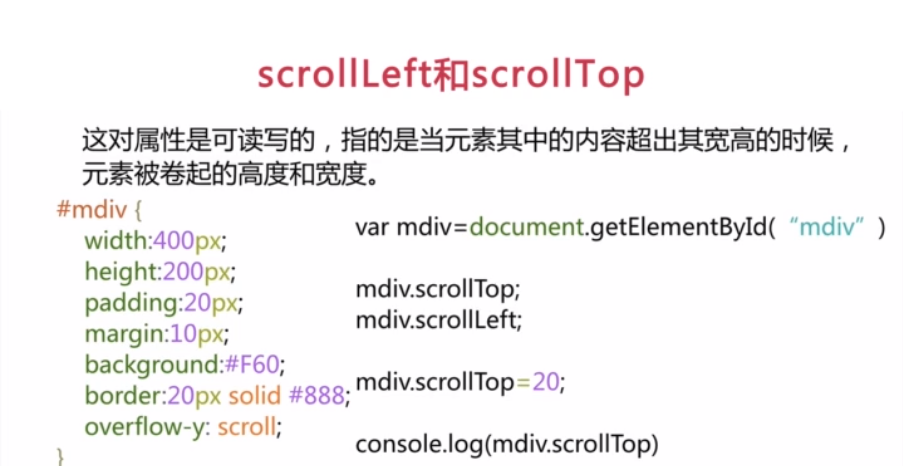 scrollLeft和scrollTop
这对属性是可读写的，指的是当元素其中的内容超出其宽高的时候，
元素被卷起的高度和宽度。
#mdiv {
width:400px;
height:200px;
padding:20px;
margin:10px;
background:#F60;
border:20px solid #888;
overflow-y: scroll;
}
var mdiv=document.getElementById(“mdiv”)
mdiv.scrollTop;
mdiv.scrollLeft;
mdiv.scrollTop=20;
console.log(mdiv.scrollTop)